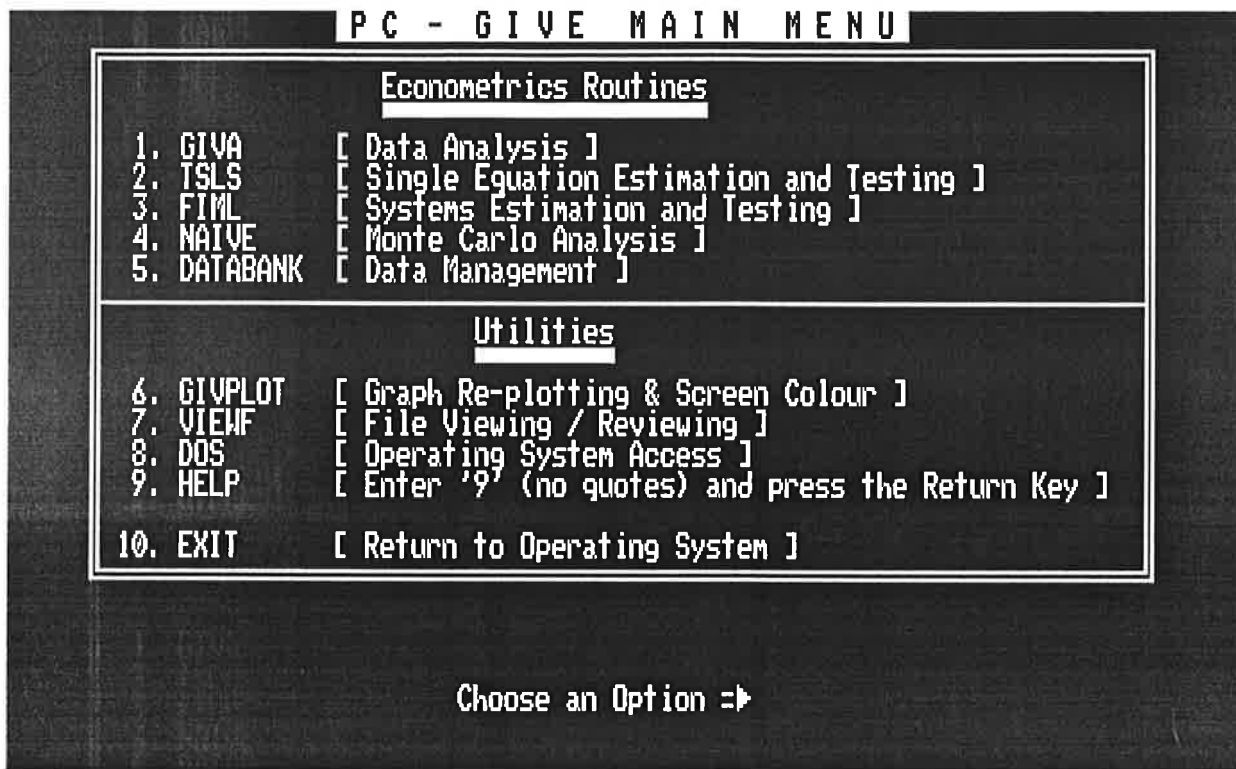 PC - GIVE MAIN MENU
Econometrics Routines
1. GIVA [ Data Analysis ]
2. TSLS [ Single Equation Estimation and Testing ]
3. FIML [ Systems Estimation and Testing ]
4. NAIVE [ Monte Carlo Analysis ]
5. DATABANK [ Data Management ]
Utilities
6. GIVPLOT [ Graph Re-plotting & Screen Colour ]
7. VIEWF [ File Viewing / Reviewing ]
8. DOS [ Operating System Access ]
9. HELP [ Enter '9' (no quotes) and press the Return Key ]
10. EXIT [ Return to Operating System ]
Choose an Option =▶